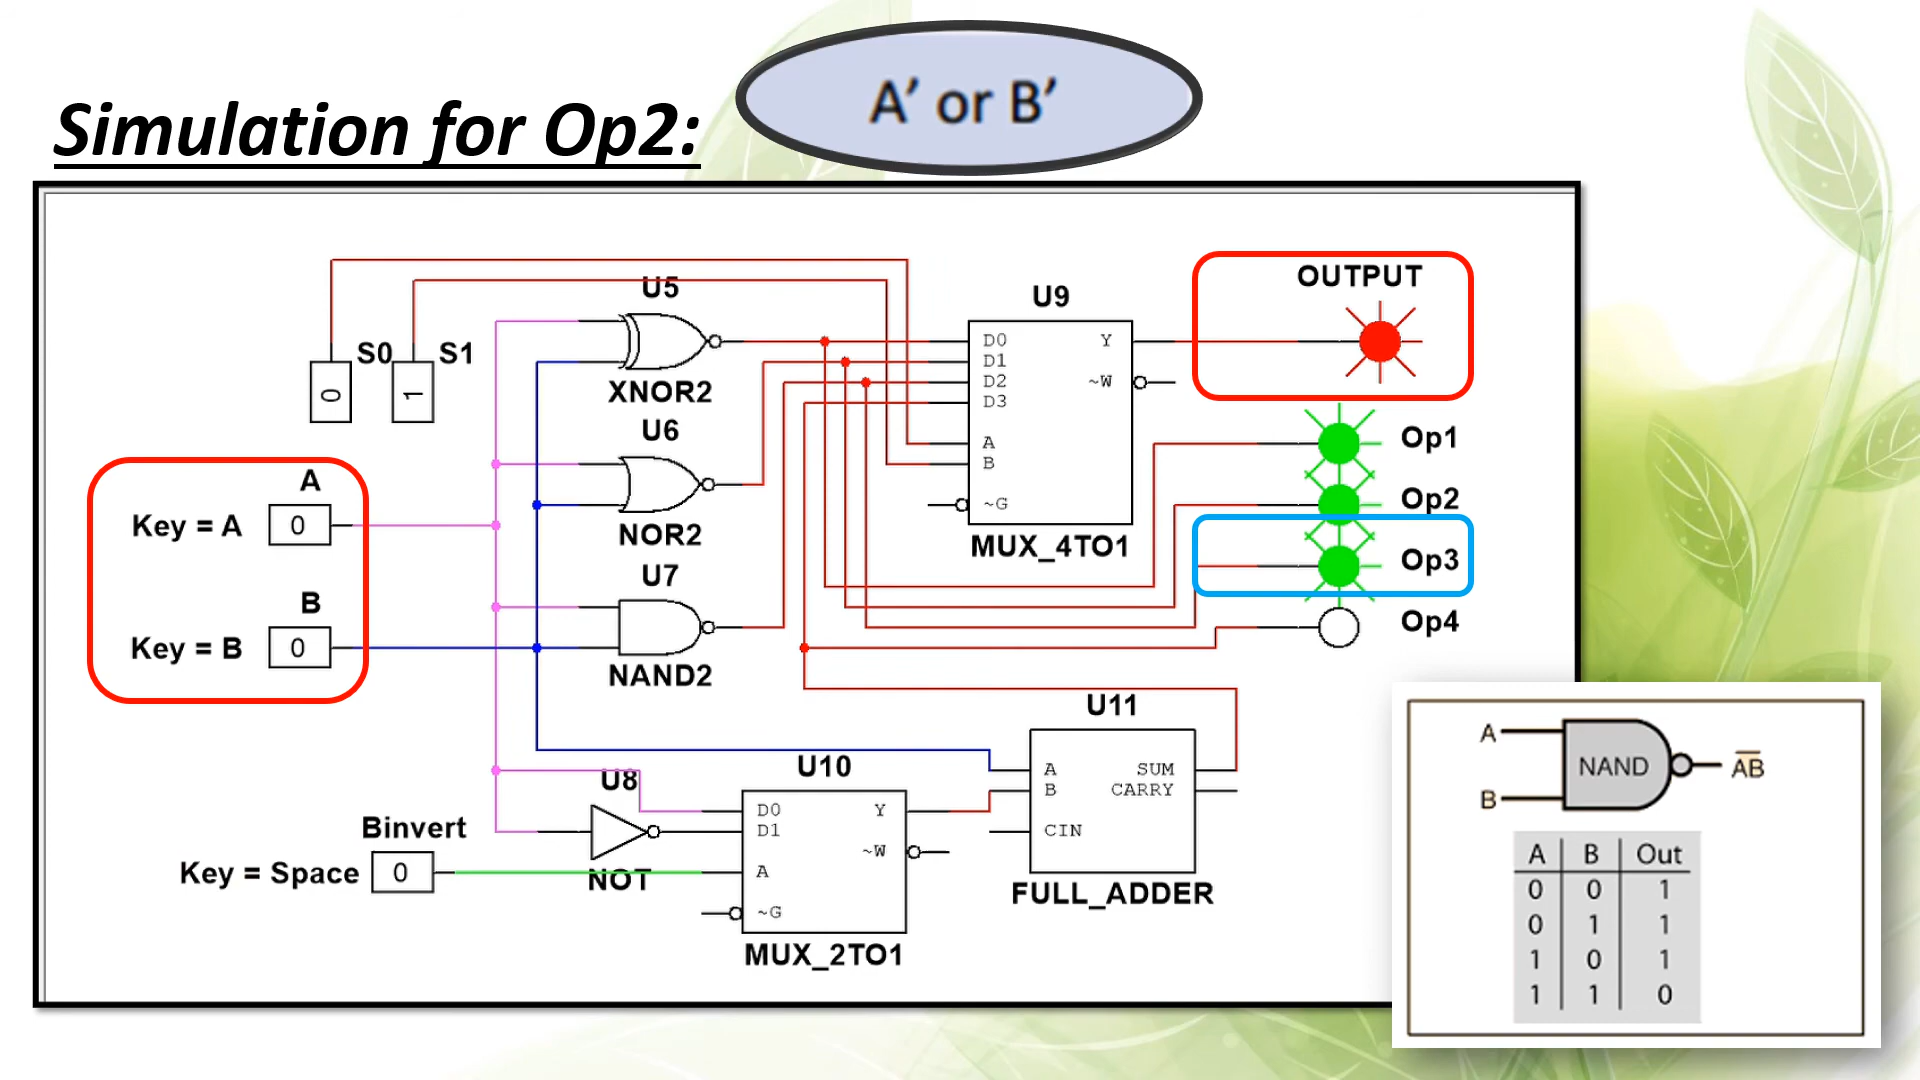 A’ or B’
Simulation for Op2:
OUTPUT
U5
U9
S0
S1
0
1
XNOR2
D0
D1
D2
D3
Y
~W
A
B
~G
MUX_4TO1
U6
NOR2
Op1
Op2
Op3
Op4
A
Key = A
0
B
Key = B
0
U7
NAND2
U11
A
B
CIN
SUM
CARRY
FULL_ADDER
U8
NOT
U10
D0
D1
Y
~W
A
~G
MUX_2TO1
Binvert
Key = Space
0
A
B
NAND
AB
A B Out
0 0 1
0 1 1
1 0 1
1 1 0